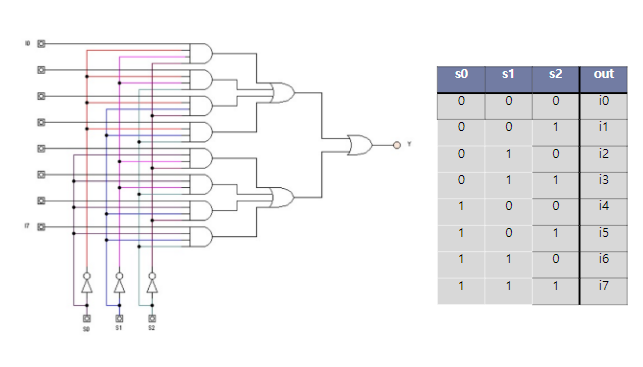 i0
i7
S0 S1 S2
Y
s0 s1 s2 out
0 0 0 i0
0 0 1 i1
0 1 0 i2
0 1 1 i3
1 0 0 i4
1 0 1 i5
1 1 0 i6
1 1 1 i7